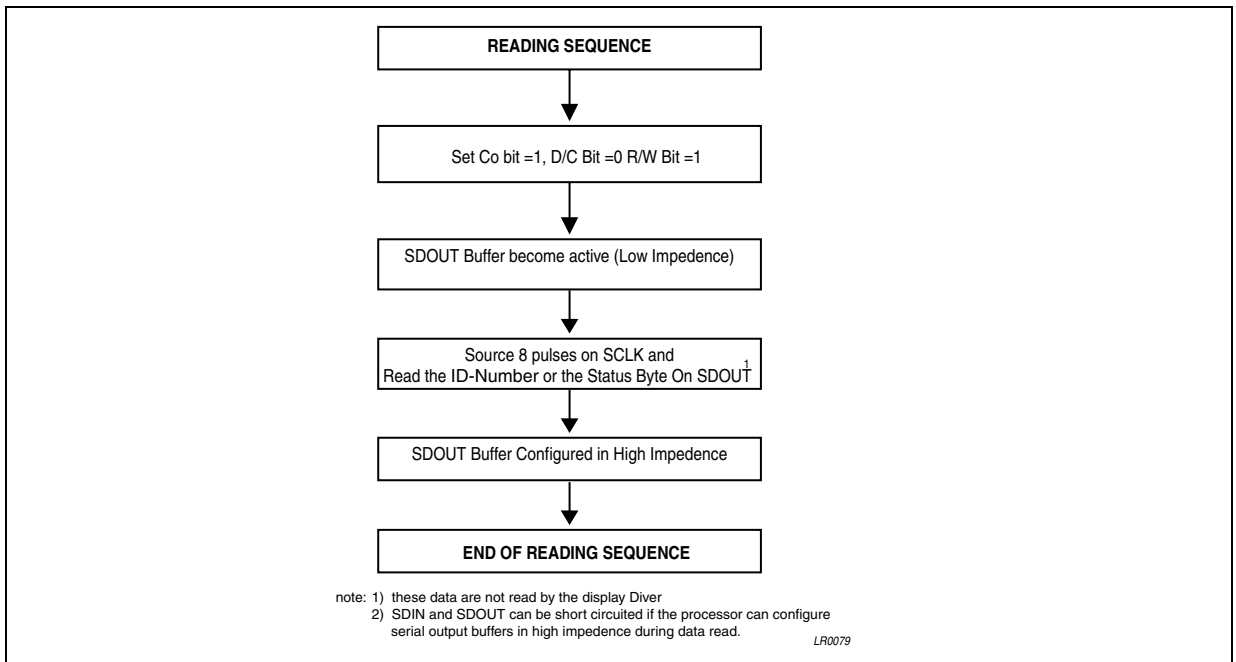 READING SEQUENCE
Set Co bit =1, D/C Bit =0 R/W Bit =1
SDOUT Buffer become active (Low Impedence)
Source 8 pulses on SCLK and
Read the ID-Number or the Status Byte On SDOUT 1
SDOUT Buffer Configured in High Impedence
END OF READING SEQUENCE
note: 1) these data are not read by the display Diver
2) SDIN and SDOUT can be short circuited if the processor can configure
serial output buffers in high impedence during data read.
LR0079